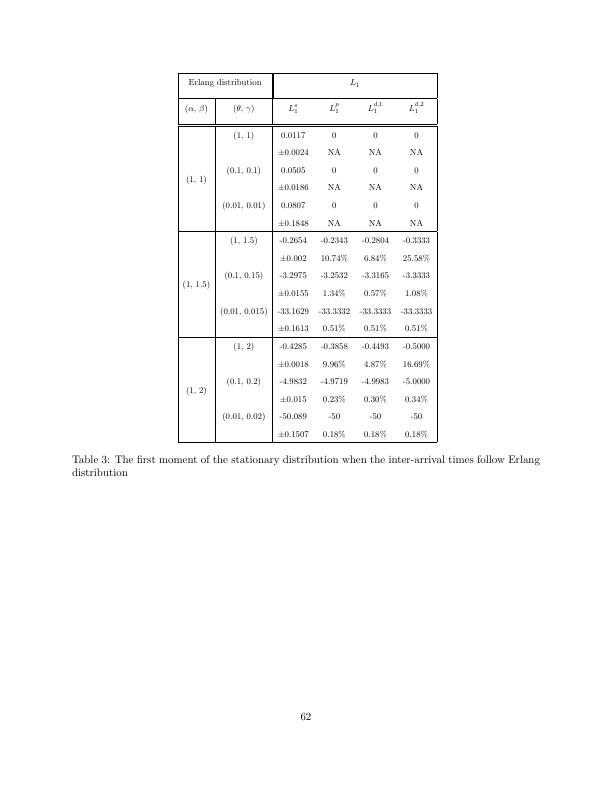 Erlang distribution L₁
(α, β) (θ, γ) L₁ˢ L₁ᵖ L₁^{d,1} L₁^{d,2}
(1, 1) 0.0117 0 0 0
±0.0024 NA NA NA
(0.1, 0.1) 0.0505 0 0 0
(1, 1)
±0.0186 NA NA NA
(0.01, 0.01) 0.0807 0 0 0
±0.1848 NA NA NA
(1, 1.5) -0.2654 -0.2343 -0.2804 -0.3333
±0.002 10.74% 6.84% 25.58%
(0.1, 0.15) -3.2975 -3.2532 -3.3165 -3.3333
(1, 1.5)
±0.0155 1.34% 0.57% 1.08%
(0.01, 0.015) -33.1629 -33.3332 -33.3333 -33.3333
±0.1613 0.51% 0.51% 0.51%
(1, 2) -0.4285 -0.3858 -0.4493 -0.5000
±0.0018 9.96% 4.87% 16.69%
(0.1, 0.2) -4.9832 -4.9719 -4.9983 -5.0000
(1, 2)
±0.015 0.23% 0.30% 0.34%
(0.01, 0.02) -50.089 -50 -50 -50
±0.1507 0.18% 0.18% 0.18%
Table 3: The first moment of the stationary distribution when the inter-arrival times follow Erlang
distribution
62